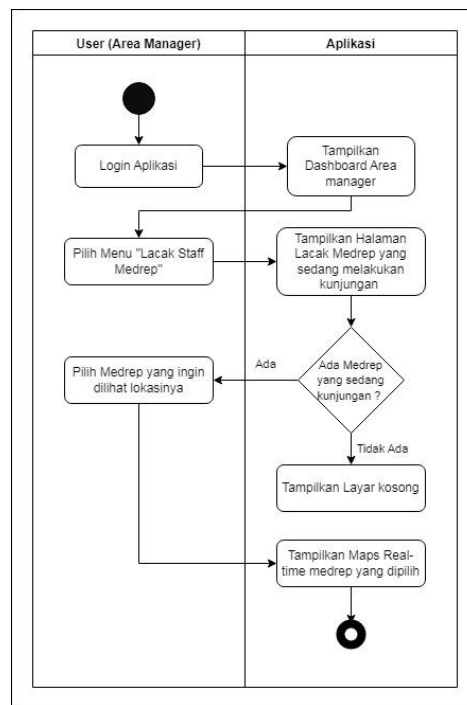 User (Area Manager)
Aplikasi
Login Aplikasi
Tampilkan
Dashboard Area
manager
Pilih Menu "Lacak Staff
Medrep"
Tampilkan Halaman
Lacak Medrep yang
sedang melakukan
kunjungan
Ada Medrep
yang sedang
kunjungan ?
Ada
Pilih Medrep yang ingin
dilihat lokasinya
Tidak Ada
Tampilkan Layar kosong
Tampilkan Maps Real-
time medrep yang dipilih